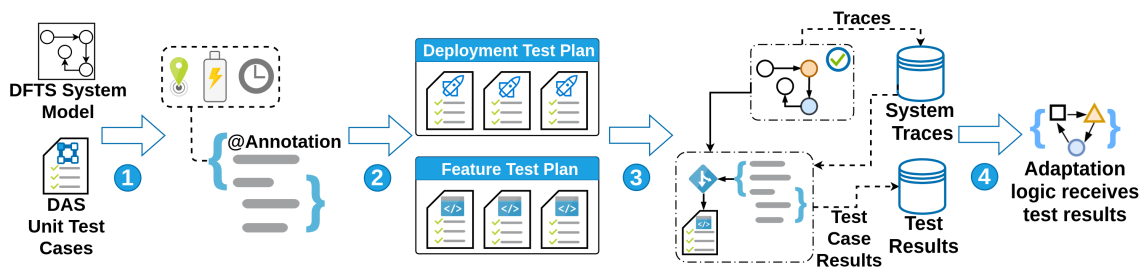 DFTS System
Model
DAS
Unit Test
Cases
1
@Annotation
2
Deployment Test Plan
Feature Test Plan
</>
</>
</>
3
Traces
System
Traces
</>
Test
Case
Results
Test
Results
4
Adaptation
logic receives
test results